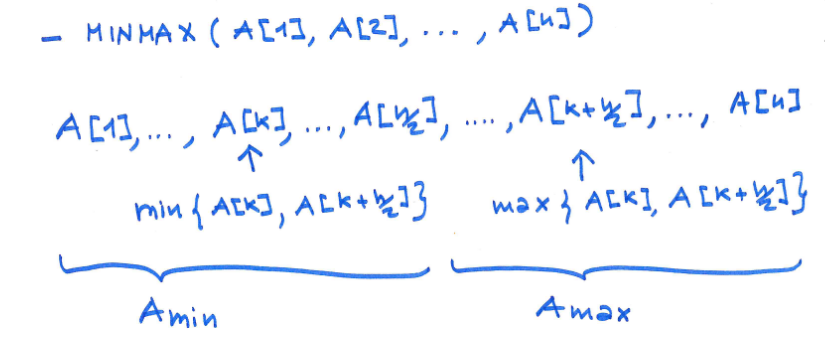 - MINMAX (A[1], A[2], ..., A[n])
A[1], ..., A[k], ..., A[n/2], ...., A[k+n/2], ..., A[n]
↑ ↑
min{A[k], A[k+n/2]} max{A[k], A[k+n/2]}
Amin Amax